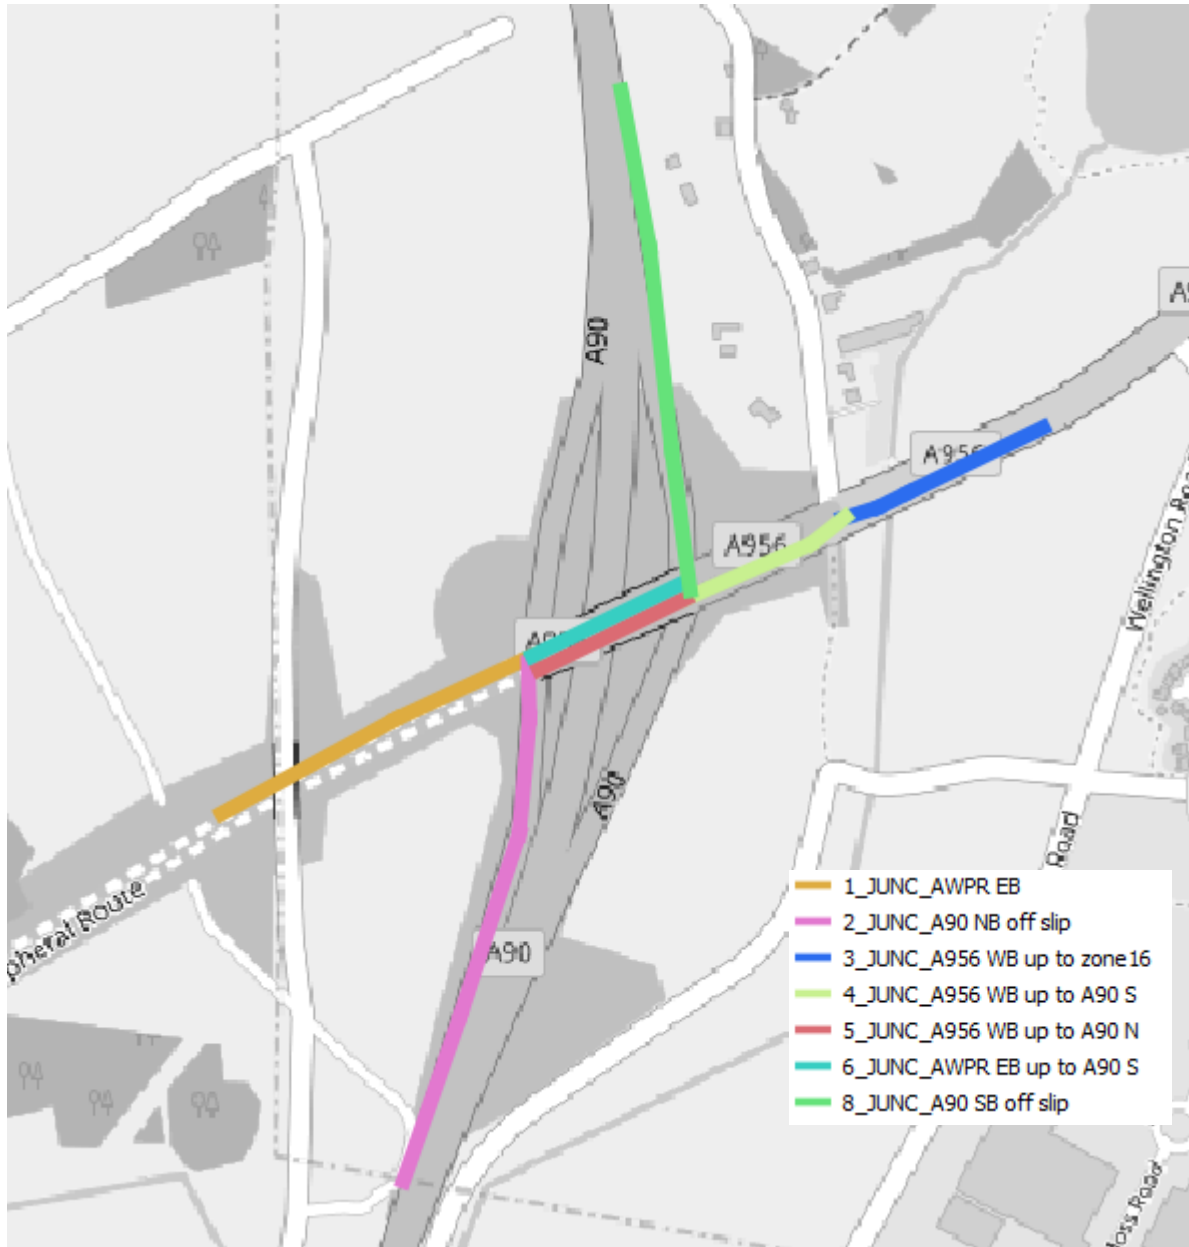 A90
A956
A956
A90
A90
pheral Route
Wellington
Road
1_JUNC_AWPR EB
2_JUNC_A90 NB off slip
3_JUNC_A956 WB up to zone16
4_JUNC_A956 WB up to A90 S
5_JUNC_A956 WB up to A90 N
6_JUNC_AWPR EB up to A90 S
8_JUNC_A90 SB off slip
Road